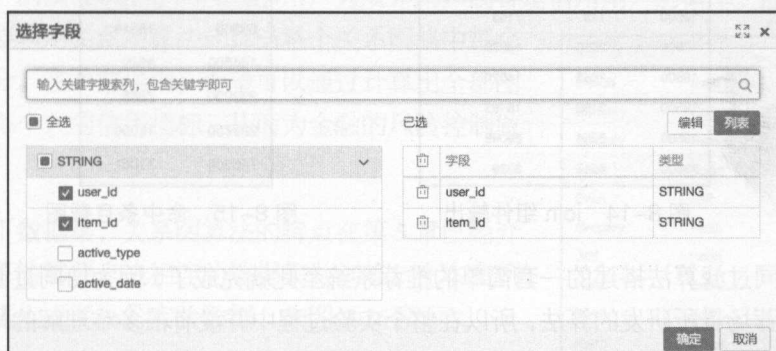 选择字段
输入关键字搜索列，包含关键字即可
全选
已选
编辑 列表
STRING
字段 类型
user_id
user_id STRING
item_id
item_id STRING
active_type
active_date
确定 取消